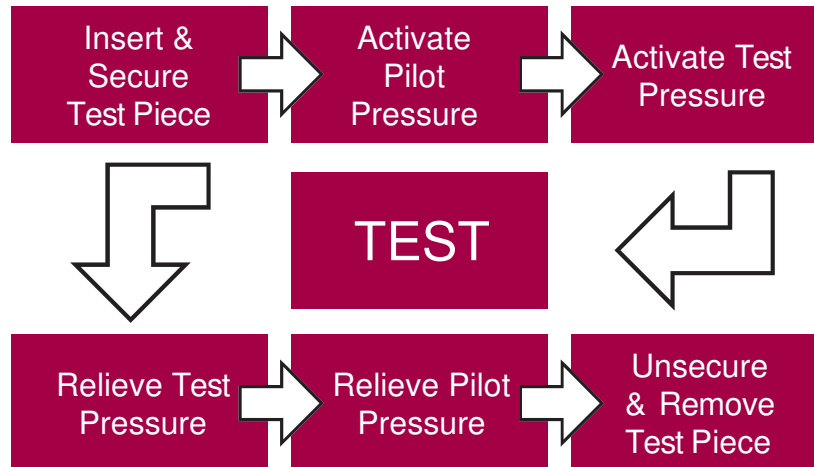 Insert &
Secure
Test Piece
Activate
Pilot
Pressure
Activate Test
Pressure
TEST
Relieve Test
Pressure
Relieve Pilot
Pressure
Unsecure
& Remove
Test Piece